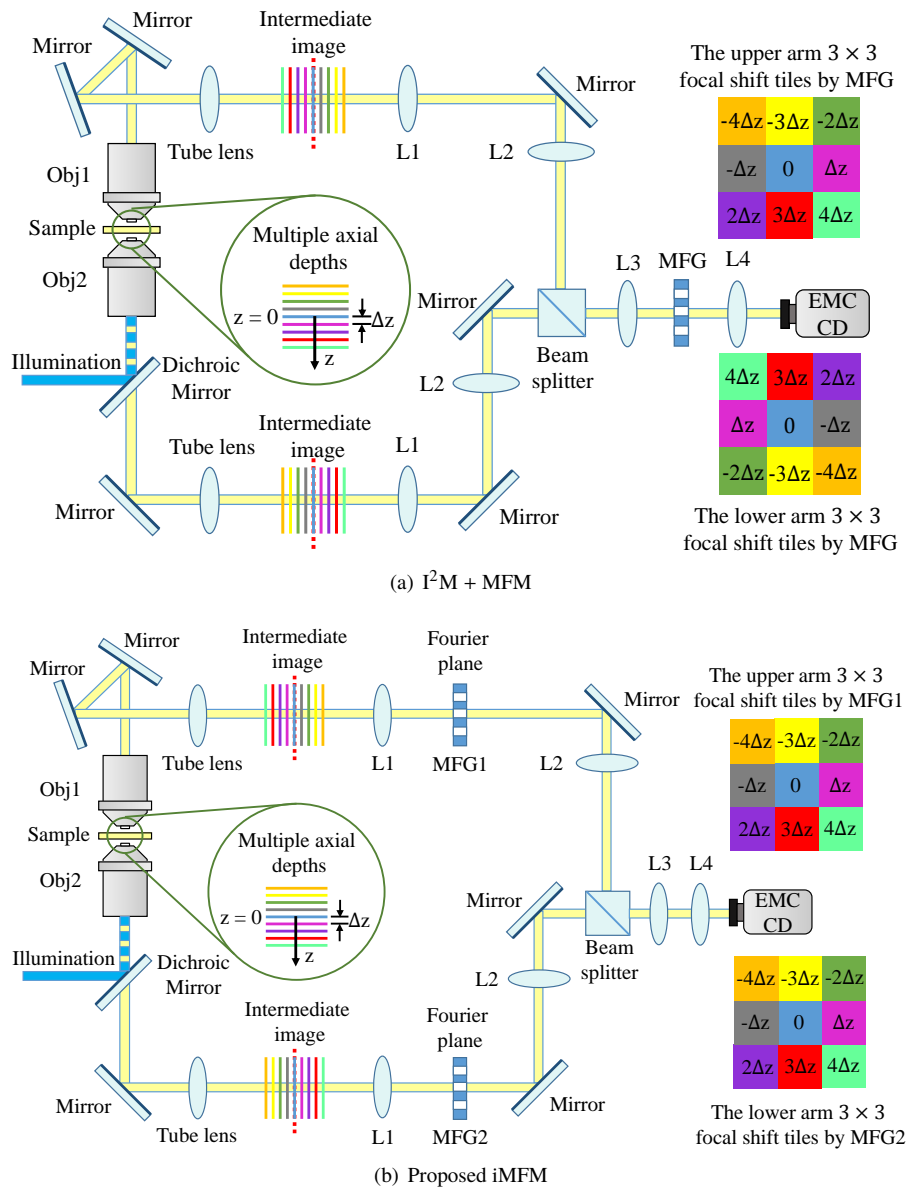 Mirror
Mirror
Intermediate
image
Mirror
The upper arm 3 × 3
focal shift tiles by MFG
-4Δz -3Δz -2Δz
-Δz 0 Δz
2Δz 3Δz 4Δz
Tube lens
L1
L2
Obj1
Sample
Obj2
Multiple axial
depths
z = 0
Δz
z
Mirror
L3
MFG
L4
EMC
CD
Beam
splitter
Illumination
Dichroic
Mirror
L2
4Δz 3Δz 2Δz
Δz 0 -Δz
-2Δz -3Δz -4Δz
Tube lens
Intermediate
image
L1
Mirror
Mirror
The lower arm 3 × 3
focal shift tiles by MFG
(a) I²M + MFM
Mirror
Mirror
Intermediate
image
Fourier
plane
Mirror
The upper arm 3 × 3
focal shift tiles by MFG1
-4Δz -3Δz -2Δz
-Δz 0 Δz
2Δz 3Δz 4Δz
Tube lens
L1
MFG1
L2
Obj1
Sample
Obj2
Multiple axial
depths
z = 0
Δz
z
Mirror
L3
L4
EMC
CD
Beam
splitter
Illumination
Dichroic
Mirror
L2
-4Δz -3Δz -2Δz
-Δz 0 Δz
2Δz 3Δz 4Δz
Intermediate
image
Fourier
plane
Mirror
Tube lens
L1
MFG2
Mirror
The lower arm 3 × 3
focal shift tiles by MFG2
(b) Proposed iMFM